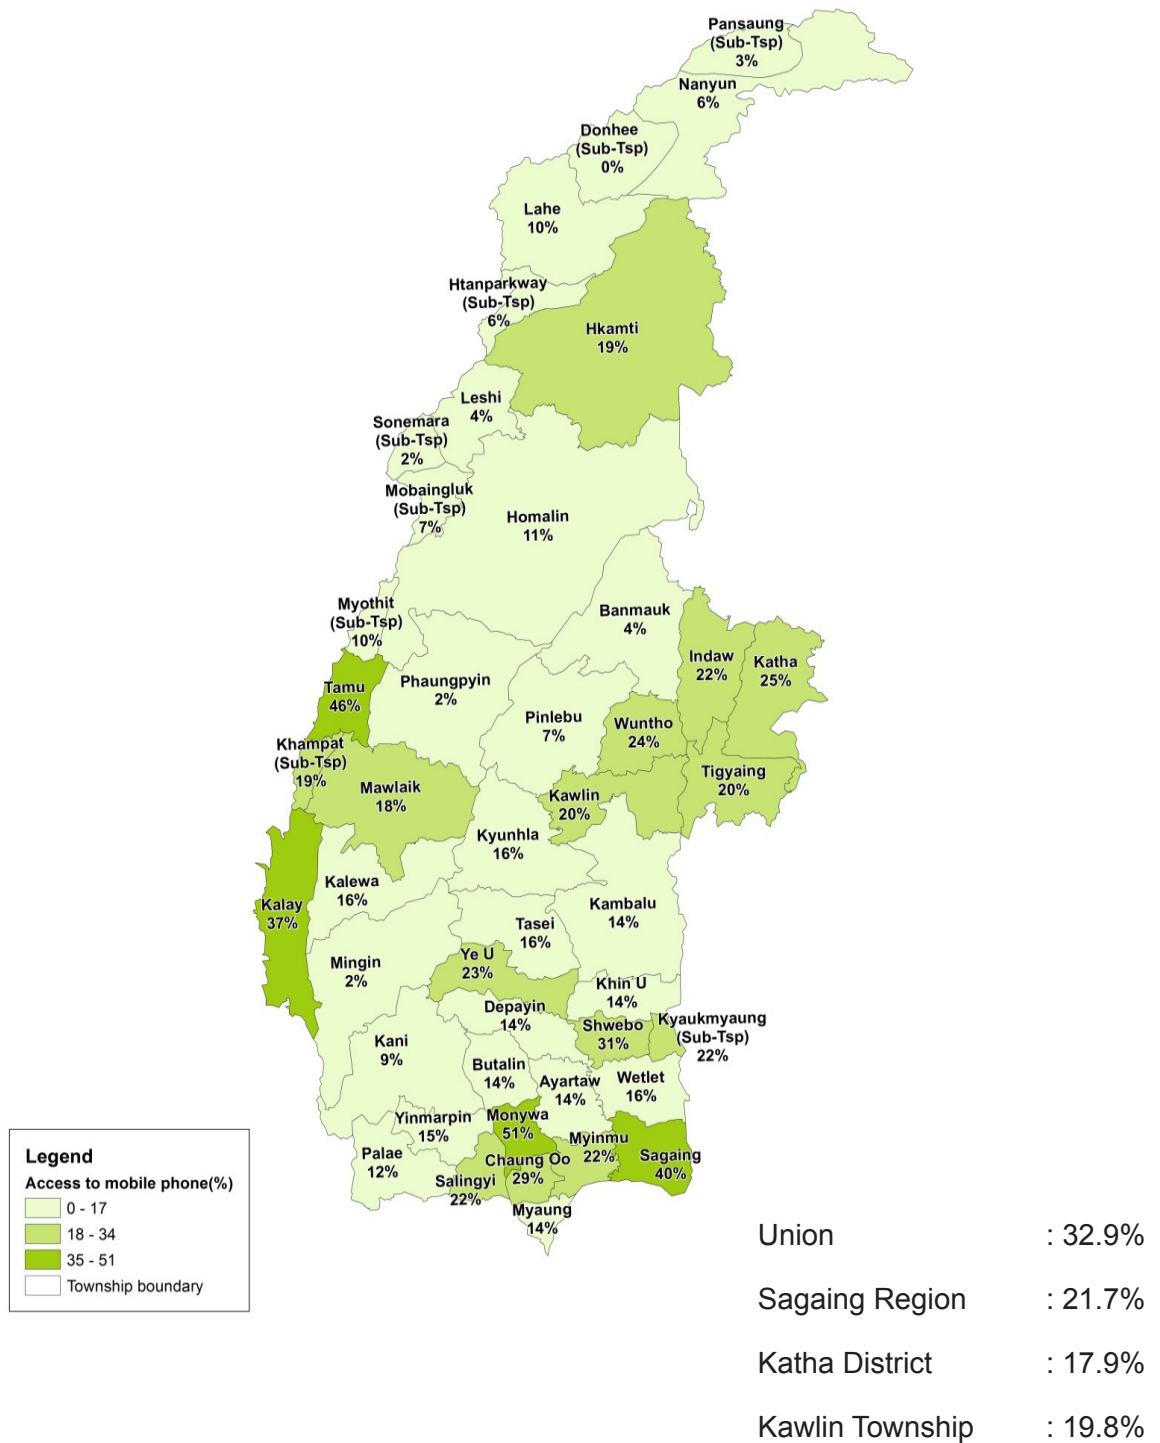 Pansaung
(Sub-Tsp)
3%
Nanyun
6%
Donhee
(Sub-Tsp)
0%
Lahe
10%
Htanparkway
(Sub-Tsp)
6%
Hkamti
19%
Leshi
4%
Sonemara
(Sub-Tsp)
2%
Mobaingluk
(Sub-Tsp)
7%
Homalin
11%
Myothit
(Sub-Tsp)
10%
Banmauk
4%
Indaw
22%
Katha
25%
Tamu
46%
Phaungpyin
2%
Pinlebu
7%
Wuntho
24%
Khampat
(Sub-Tsp)
19%
Mawlaik
18%
Kawlin
20%
Tigyaing
20%
Kyunhla
16%
Kalewa
16%
Kalay
37%
Kambalu
14%
Tasei
16%
Mingin
2%
Ye U
23%
Khin U
14%
Depayin
14%
Shwebo
31%
Kyaukmyaung
(Sub-Tsp)
22%
Kani
9%
Butalin
14%
Ayartaw
14%
Wetlet
16%
Yinmarpin
15%
Monywa
51%
Myinmu
22%
Sagaing
40%
Palae
12%
Chaung Oo
29%
Salingyi
22%
Myaung
14%
Legend
Access to mobile phone(%)
0 - 17
18 - 34
35 - 51
Township boundary
Union : 32.9%
Sagaing Region : 21.7%
Katha District : 17.9%
Kawlin Township : 19.8%